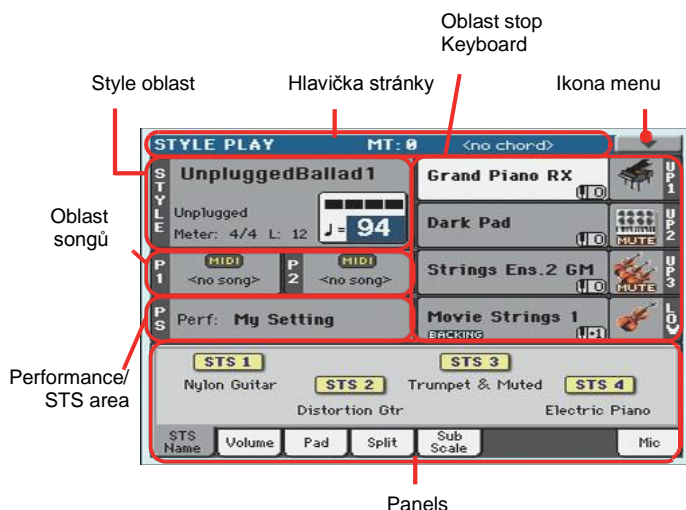 Oblast stop
Keyboard
Style oblast
Hlavička stránky
Ikona menu
STYLE PLAY MT: 0 <no chord>
STYLE
UnpluggedBallad1
Unplugged
Meter: 4/4 L: 12
♩= 94
Grand Piano RX
0
UP1
Dark Pad
0
MUTE
UP2
Oblast
songů
P1
MIDI
<no song>
P2
MIDI
<no song>
Strings Ens.2 GM
0
MUTE
UP3
PS
Perf: My Setting
Movie Strings 1
BACKING
+1
LOW
Performance/
STS area
STS 1
STS 3
Nylon Guitar
STS 2
Trumpet & Muted
STS 4
Distortion Gtr
Electric Piano
STS
Name
Volume
Pad
Split
Sub
Scale
Mic
Panels